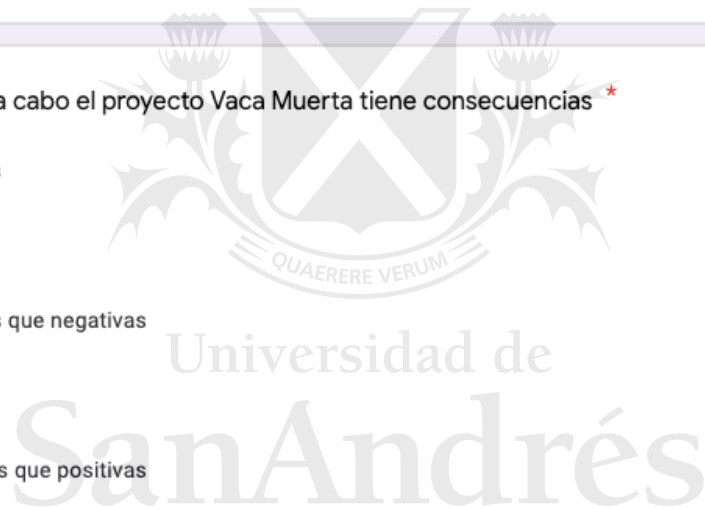 a cabo el proyecto Vaca Muerta tiene consecuencias *
s
QUAERERE VERUM
s que negativas
Universidad de
SanAndrés
s que positivas